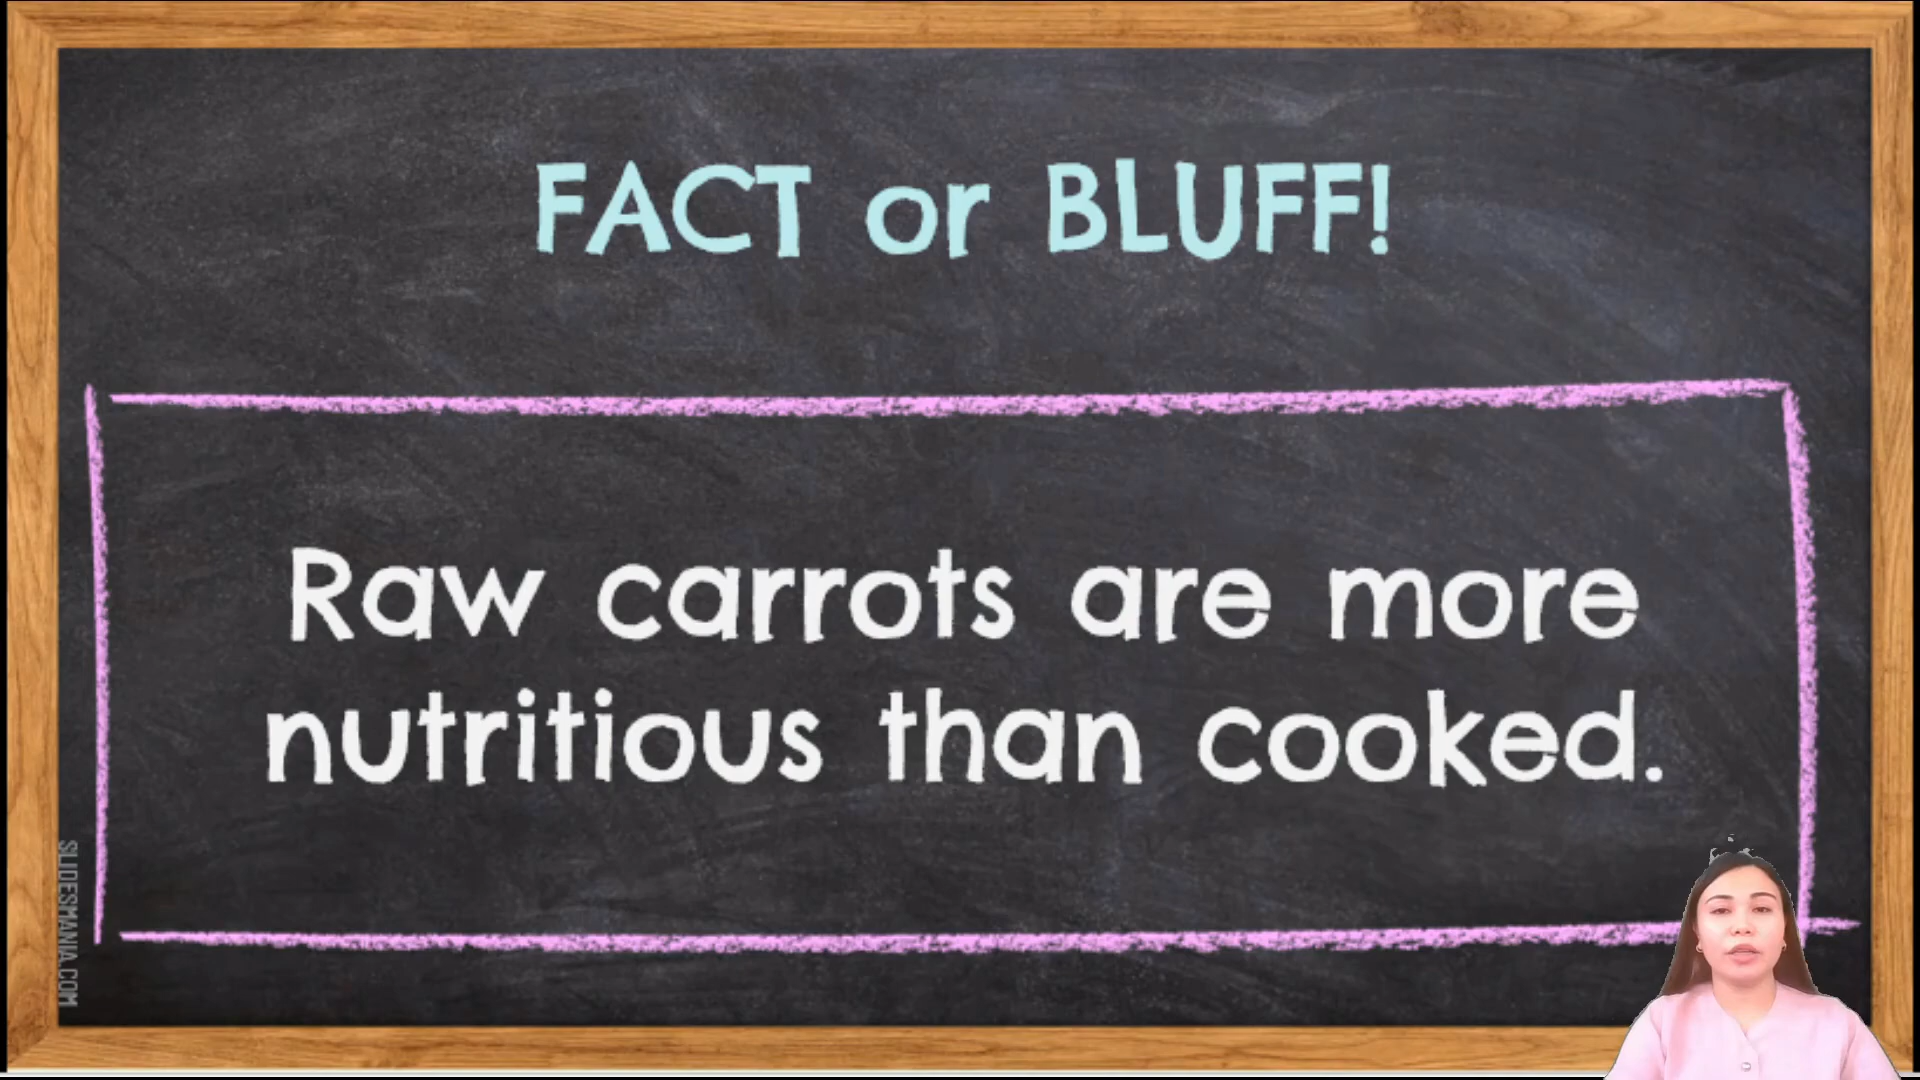 FACT or BLUFF!
Raw carrots are more
nutritious than cooked.
SLIDESMANIA.COM